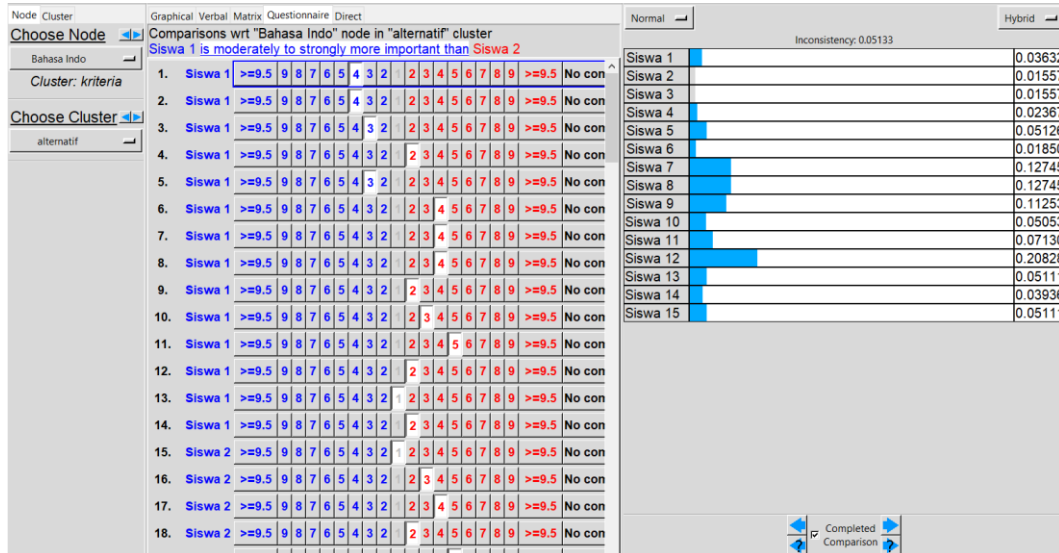 Node Cluster
Choose Node
Bahasa Indo
Cluster: kriteria
Choose Cluster
alternatif
Graphical Verbal Matrix Questionnaire Direct
Comparisons wrt "Bahasa Indo" node in "alternatif" cluster
Siswa 1 is moderately to strongly more important than Siswa 2
1. Siswa 1 >=9.5 9 8 7 6 5 4 3 2 1 2 3 4 5 6 7 8 9 >=9.5 No con
2. Siswa 1 >=9.5 9 8 7 6 5 4 3 2 1 2 3 4 5 6 7 8 9 >=9.5 No con
3. Siswa 1 >=9.5 9 8 7 6 5 4 3 2 1 2 3 4 5 6 7 8 9 >=9.5 No con
4. Siswa 1 >=9.5 9 8 7 6 5 4 3 2 1 2 3 4 5 6 7 8 9 >=9.5 No con
5. Siswa 1 >=9.5 9 8 7 6 5 4 3 2 1 2 3 4 5 6 7 8 9 >=9.5 No con
6. Siswa 1 >=9.5 9 8 7 6 5 4 3 2 1 2 3 4 5 6 7 8 9 >=9.5 No con
7. Siswa 1 >=9.5 9 8 7 6 5 4 3 2 1 2 3 4 5 6 7 8 9 >=9.5 No con
8. Siswa 1 >=9.5 9 8 7 6 5 4 3 2 1 2 3 4 5 6 7 8 9 >=9.5 No con
9. Siswa 1 >=9.5 9 8 7 6 5 4 3 2 1 2 3 4 5 6 7 8 9 >=9.5 No con
10. Siswa 1 >=9.5 9 8 7 6 5 4 3 2 1 2 3 4 5 6 7 8 9 >=9.5 No con
11. Siswa 1 >=9.5 9 8 7 6 5 4 3 2 1 2 3 4 5 6 7 8 9 >=9.5 No con
12. Siswa 1 >=9.5 9 8 7 6 5 4 3 2 1 2 3 4 5 6 7 8 9 >=9.5 No con
13. Siswa 1 >=9.5 9 8 7 6 5 4 3 2 1 2 3 4 5 6 7 8 9 >=9.5 No con
14. Siswa 1 >=9.5 9 8 7 6 5 4 3 2 1 2 3 4 5 6 7 8 9 >=9.5 No con
15. Siswa 2 >=9.5 9 8 7 6 5 4 3 2 1 2 3 4 5 6 7 8 9 >=9.5 No con
16. Siswa 2 >=9.5 9 8 7 6 5 4 3 2 1 2 3 4 5 6 7 8 9 >=9.5 No con
17. Siswa 2 >=9.5 9 8 7 6 5 4 3 2 1 2 3 4 5 6 7 8 9 >=9.5 No con
18. Siswa 2 >=9.5 9 8 7 6 5 4 3 2 1 2 3 4 5 6 7 8 9 >=9.5 No con
Normal Hybrid
Inconsistency: 0.05133
Siswa 1 0.03632
Siswa 2 0.01557
Siswa 3 0.01557
Siswa 4 0.02367
Siswa 5 0.05126
Siswa 6 0.01850
Siswa 7 0.12745
Siswa 8 0.12745
Siswa 9 0.11253
Siswa 10 0.05053
Siswa 11 0.07130
Siswa 12 0.20828
Siswa 13 0.05111
Siswa 14 0.03936
Siswa 15 0.05111
Completed
Comparison